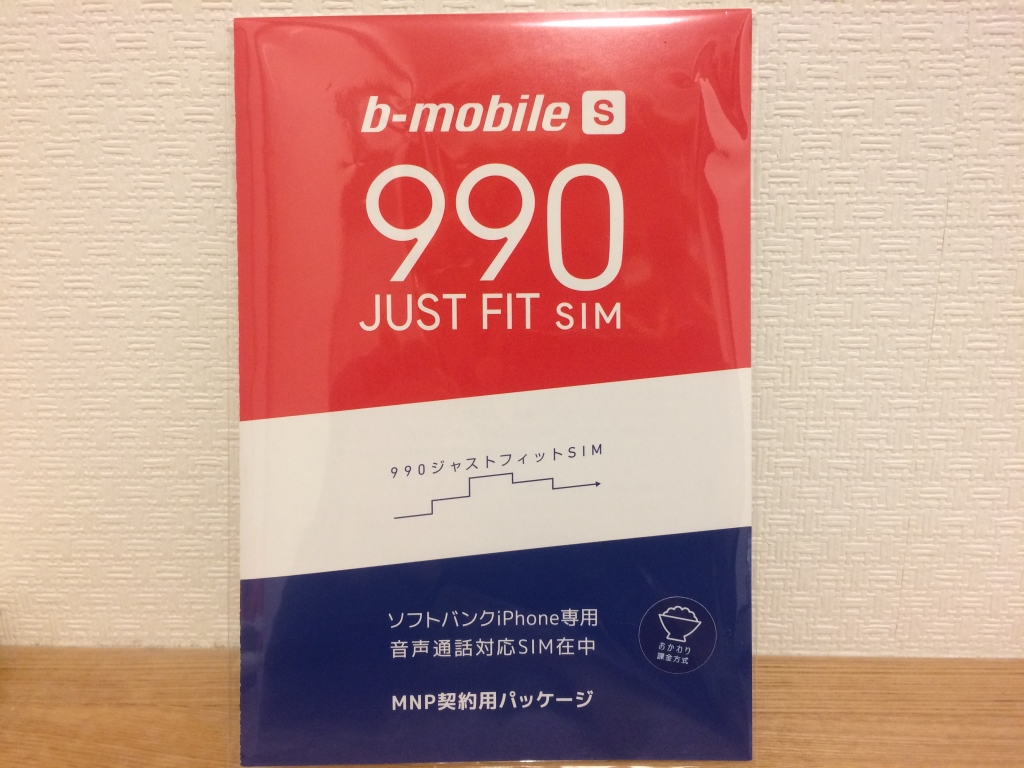 b-mobile S
990
JUST FIT SIM
990ジャストフィットSIM
ソフトバンクiPhone専用
音声通話対応SIM在中
おかわり
課金方式
MNP契約用パッケージ